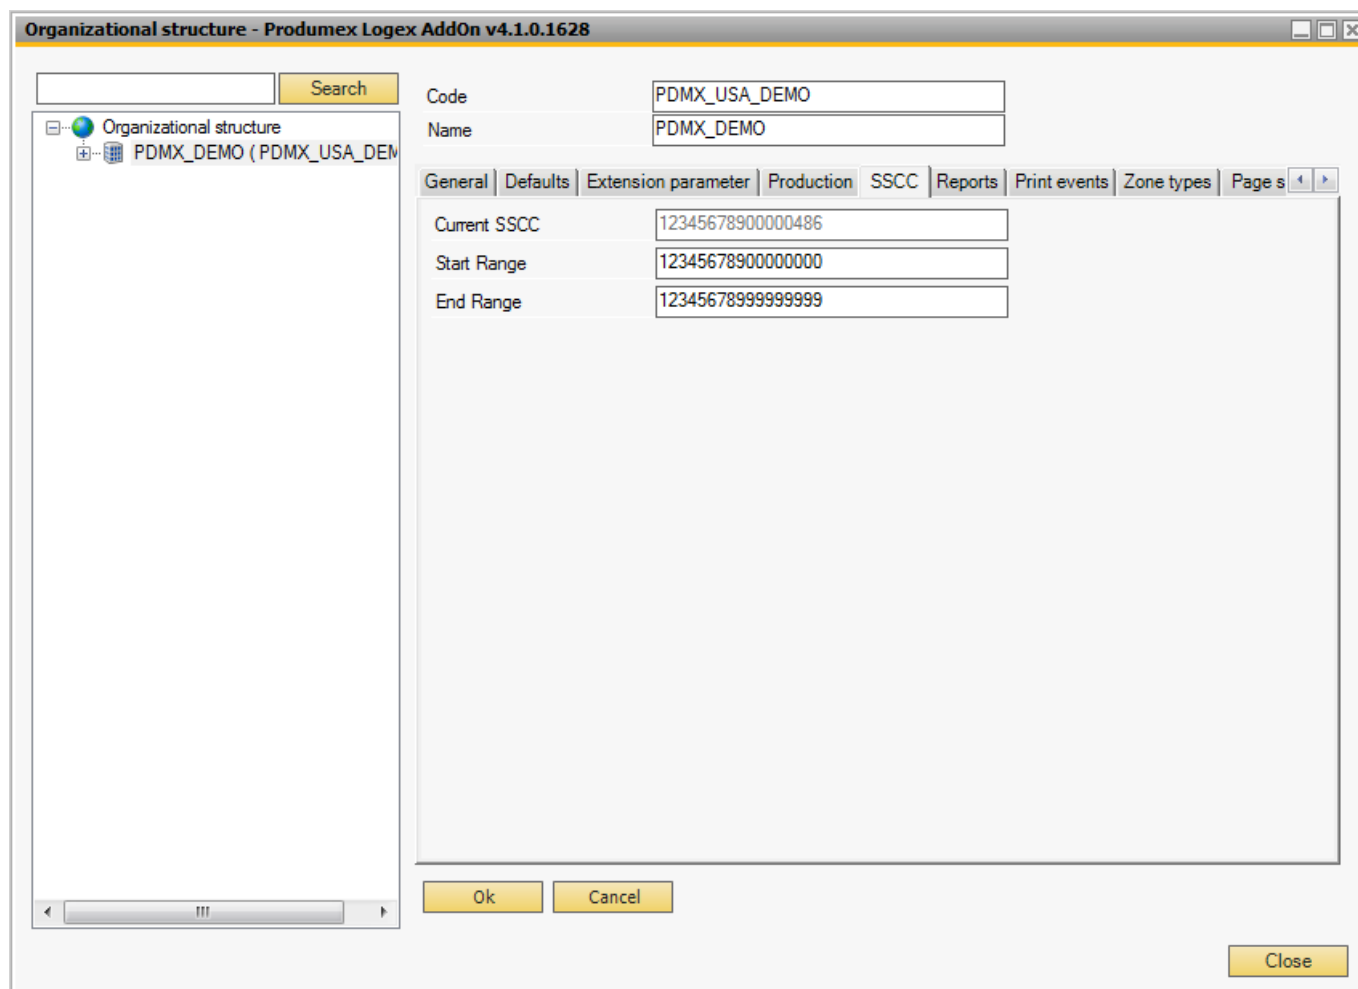 Organizational structure - Produmex Logex AddOn v4.1.0.1628
Search
Organizational structure
PDMX_DEMO ( PDMX_USA_DEM
Code PDMX_USA_DEMO
Name PDMX_DEMO
General Defaults Extension parameter Production SSCC Reports Print events Zone types Page s
Current SSCC 12345678900000486
Start Range 12345678900000000
End Range 12345678999999999
Ok Cancel
Close